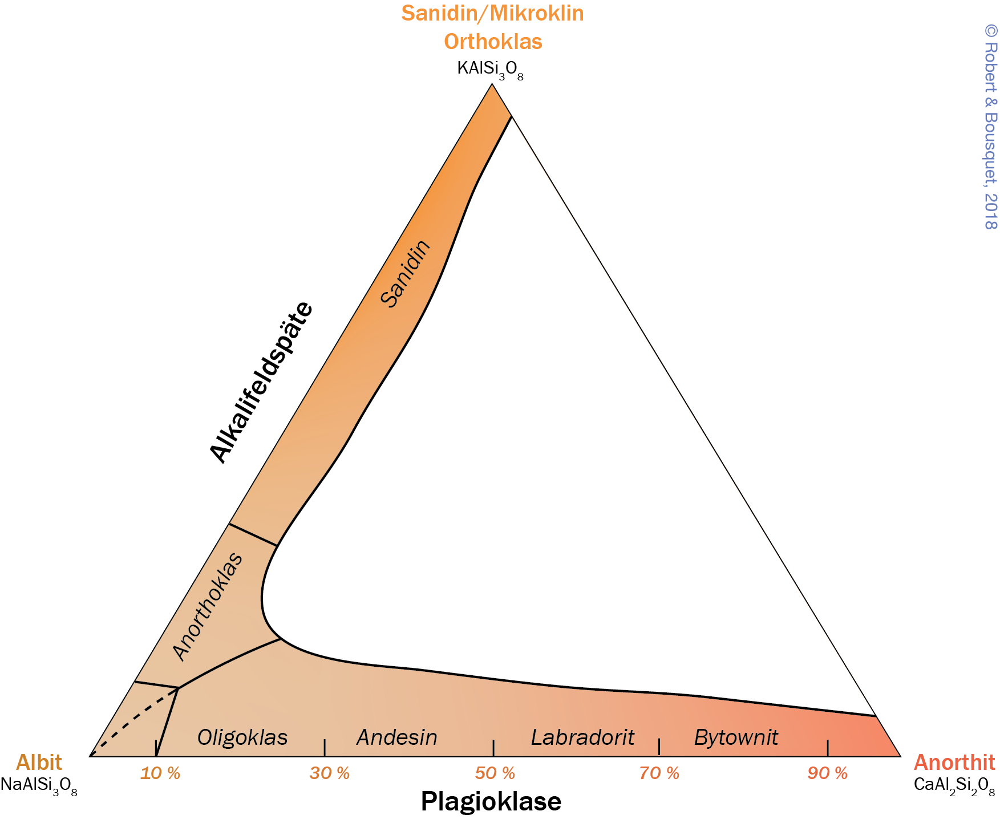 Sanidin/Mikroklin
Orthoklas
KAlSi₃O₈
© Robert & Bousquet, 2018
Sanidin
Alkalifeldspäte
Anorthoklas
Oligoklas
Andesin
Labradorit
Bytownit
Albit
NaAlSi₃O₈
10 %
30 %
50 %
70 %
90 %
Anorthit
CaAl₂Si₂O₈
Plagioklase